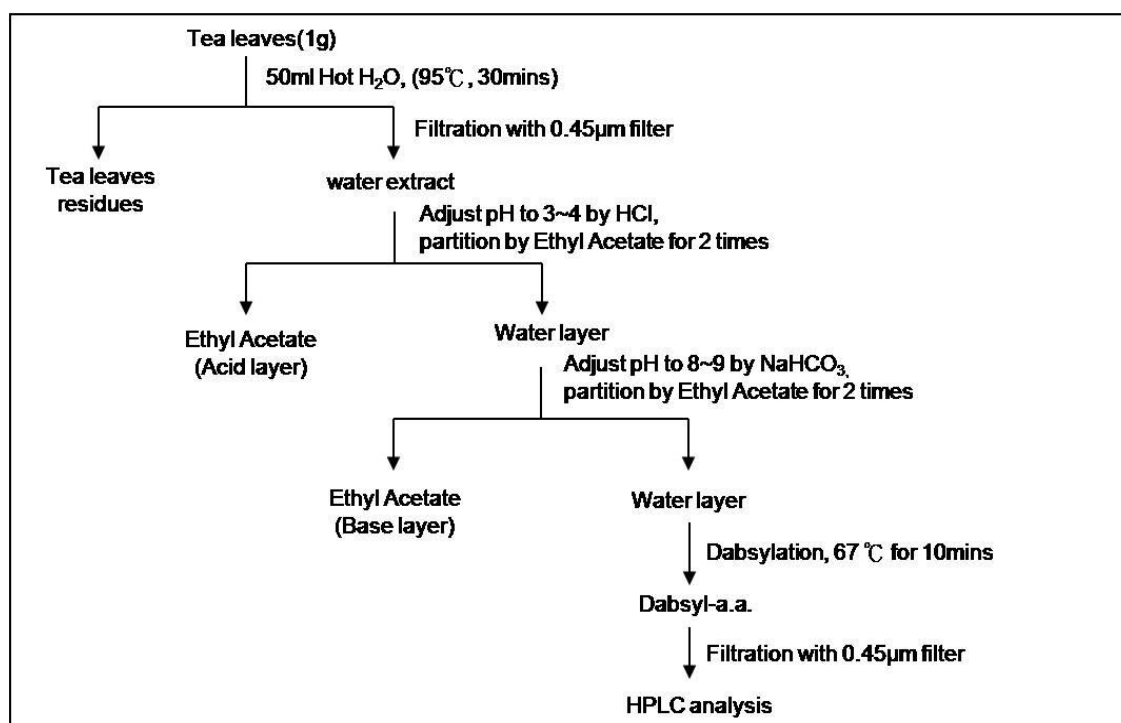 Tea leaves(1g)
50ml Hot H₂O, (95℃, 30mins)
Filtration with 0.45μm filter
Tea leaves
residues
water extract
Adjust pH to 3~4 by HCl,
partition by Ethyl Acetate for 2 times
Ethyl Acetate
(Acid layer)
Water layer
Adjust pH to 8~9 by NaHCO₃,
partition by Ethyl Acetate for 2 times
Ethyl Acetate
(Base layer)
Water layer
Dabsylation, 67 ℃ for 10mins
Dabsyl-a.a.
Filtration with 0.45μm filter
HPLC analysis